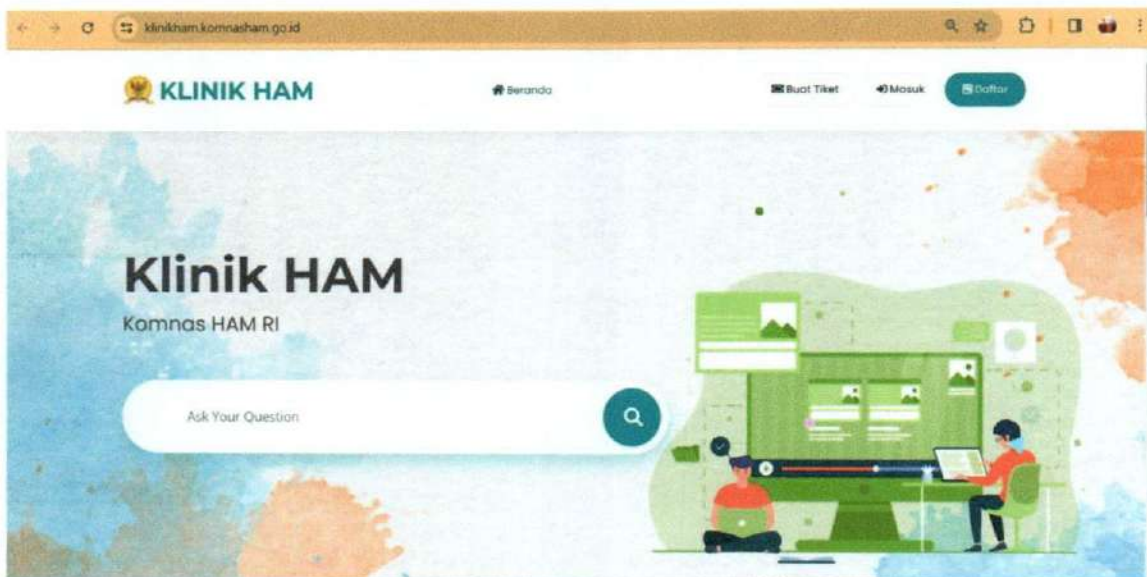 klinikham.komnasham.go.id
KLINIK HAM
Beranda
Buat Tiket
Masuk
Daftar
Klinik HAM
Komnas HAM RI
Ask Your Question